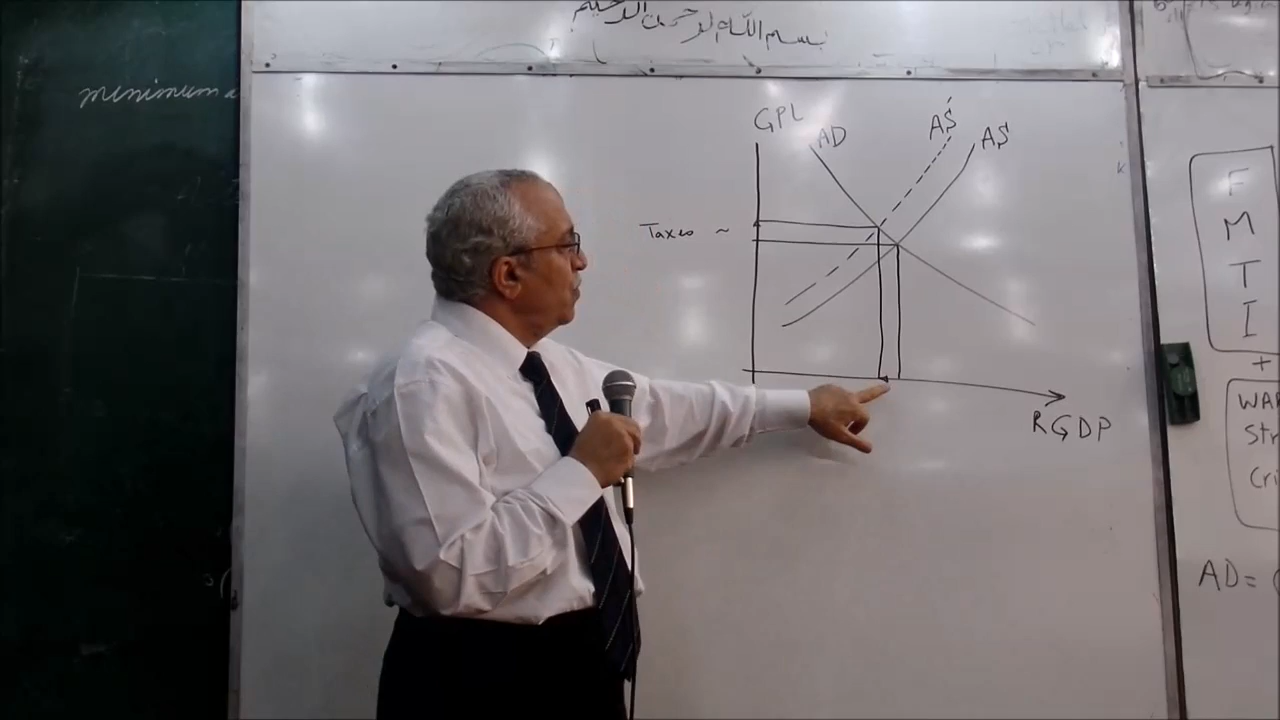 بسم الله الرحمن الرحيم
minimum
GPL
AD
AS'
AS
Taxes ~
RGDP
F
M
T
I
+
WAR
Str
Cri
AD=